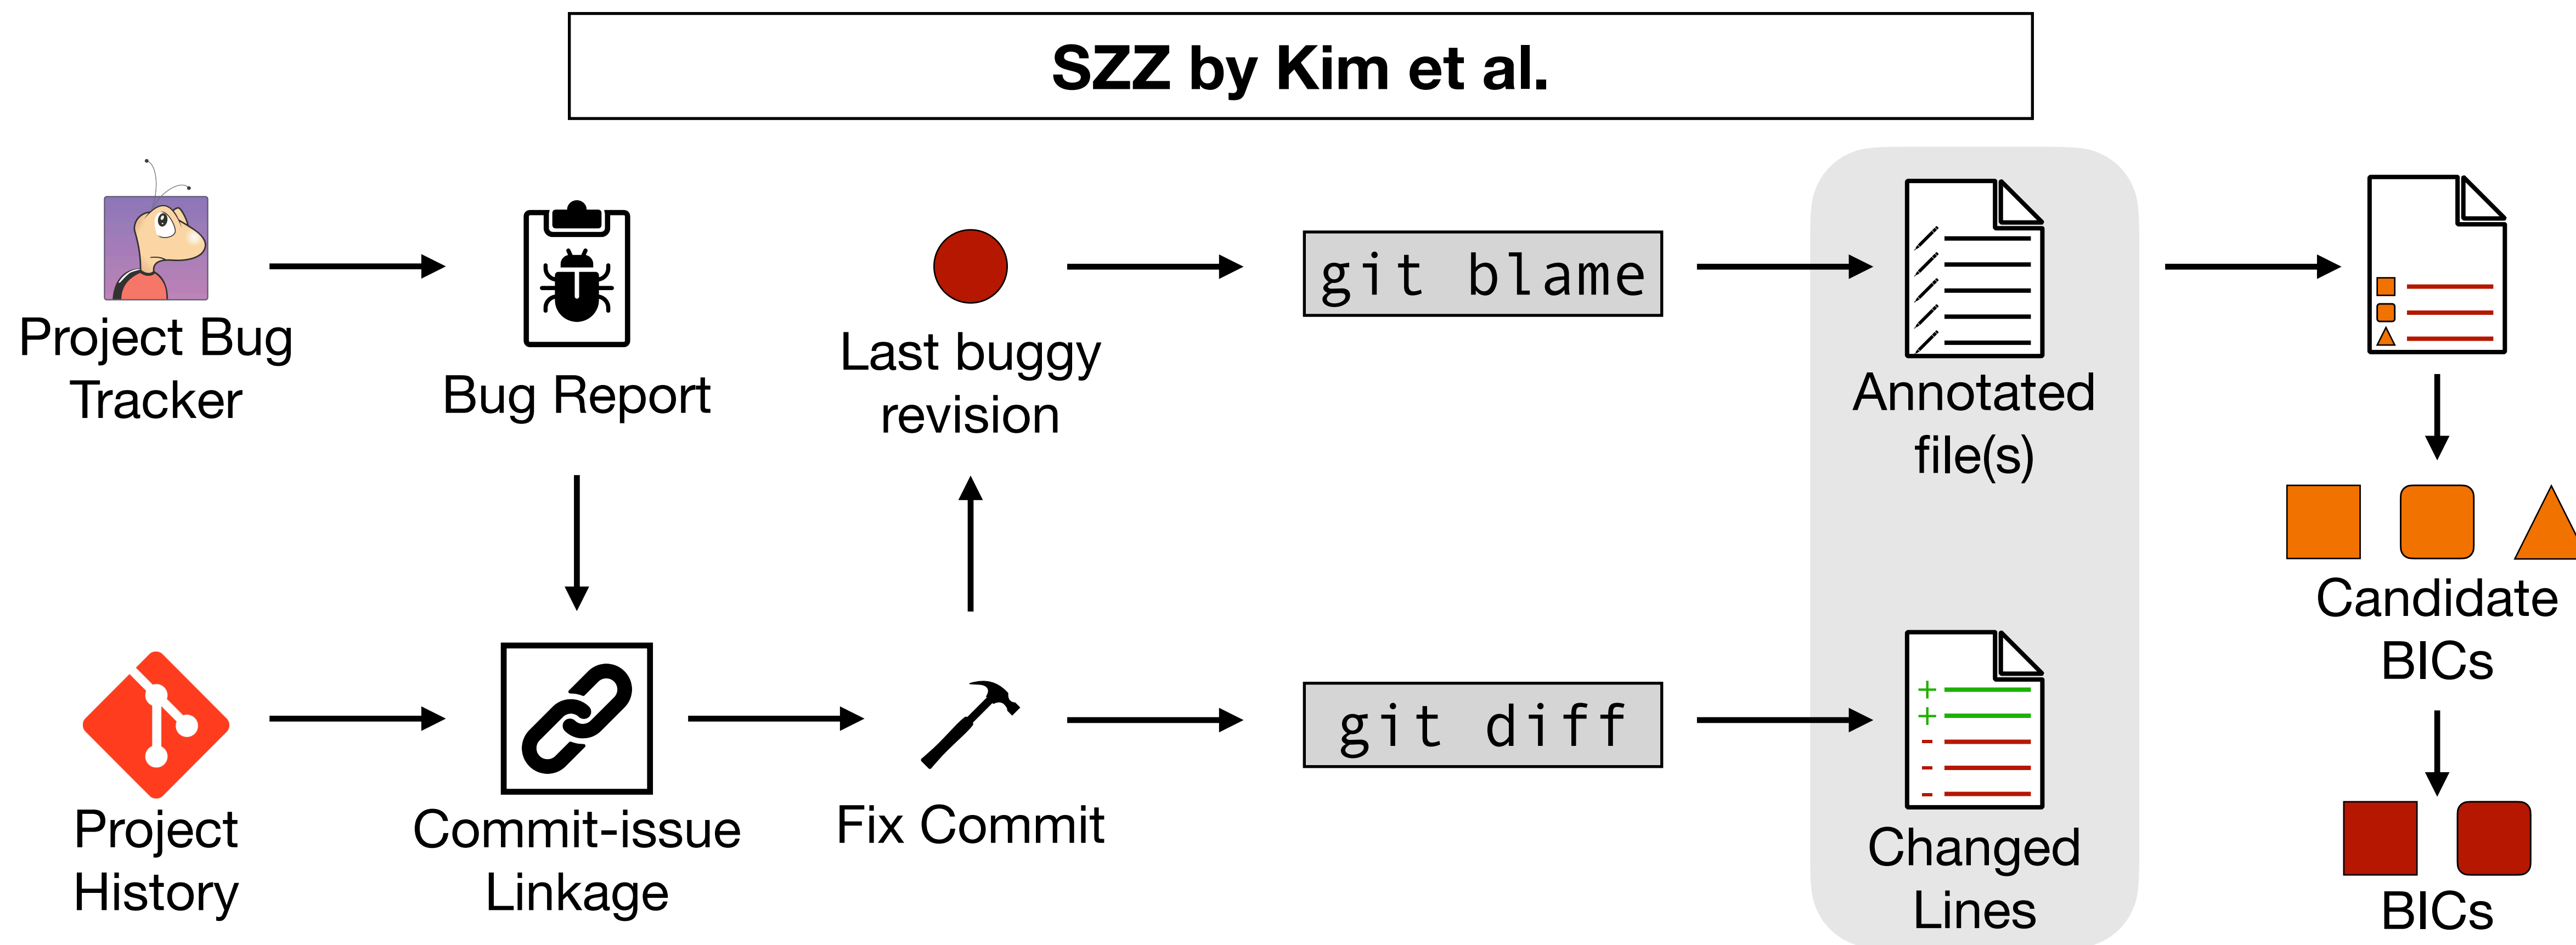 SZZ by Kim et al.
Project Bug
Tracker
Bug Report
Last buggy
revision
git blame
Annotated
file(s)
Candidate
BICs
Project
History
Commit-issue
Linkage
Fix Commit
git diff
Changed
Lines
BICs